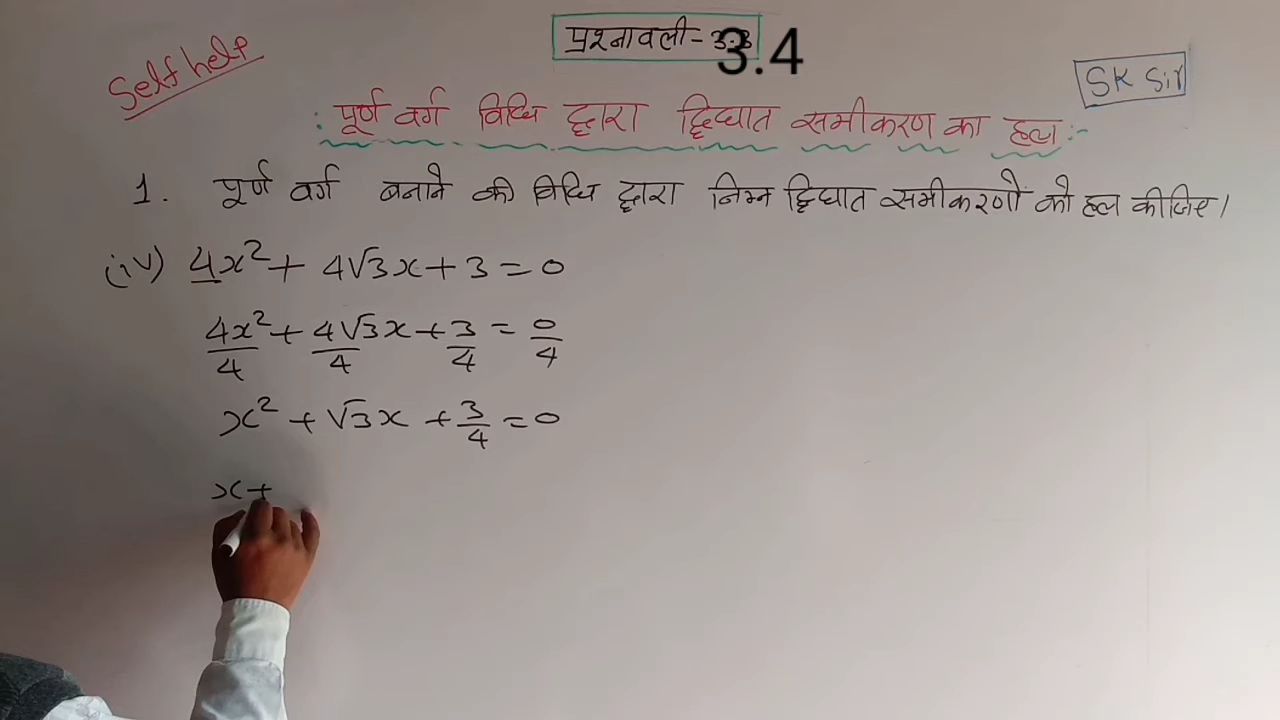 Self help
प्रश्नावली - 3.4
SK Sir
: पूर्ण वर्ग विधि द्वारा द्विघात समीकरण का हल :-
1. पूर्ण वर्ग बनाने की विधि द्वारा निम्न द्विघात समीकरणों को हल कीजिए।
(iv) 4x² + 4√3x + 3 = 0
4x²/4 + 4√3x/4 + 3/4 = 0/4
x² + √3x + 3/4 = 0
x +